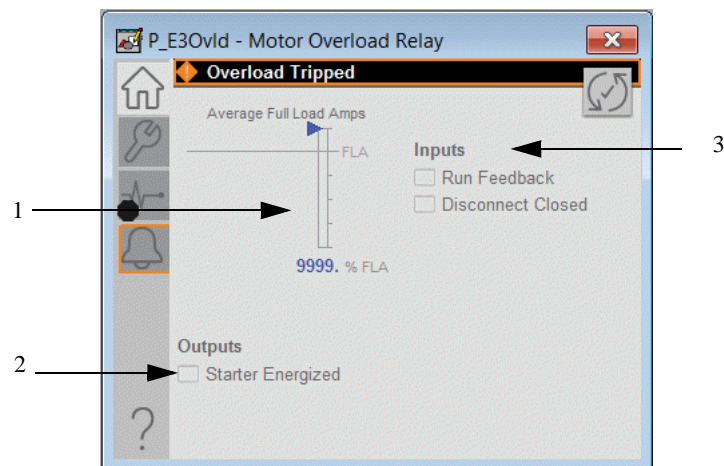 P_E3Ovld - Motor Overload Relay
Overload Tripped
Average Full Load Amps
FLA
Inputs
3
Run Feedback
Disconnect Closed
1
9999. % FLA
Outputs
2
Starter Energized
?